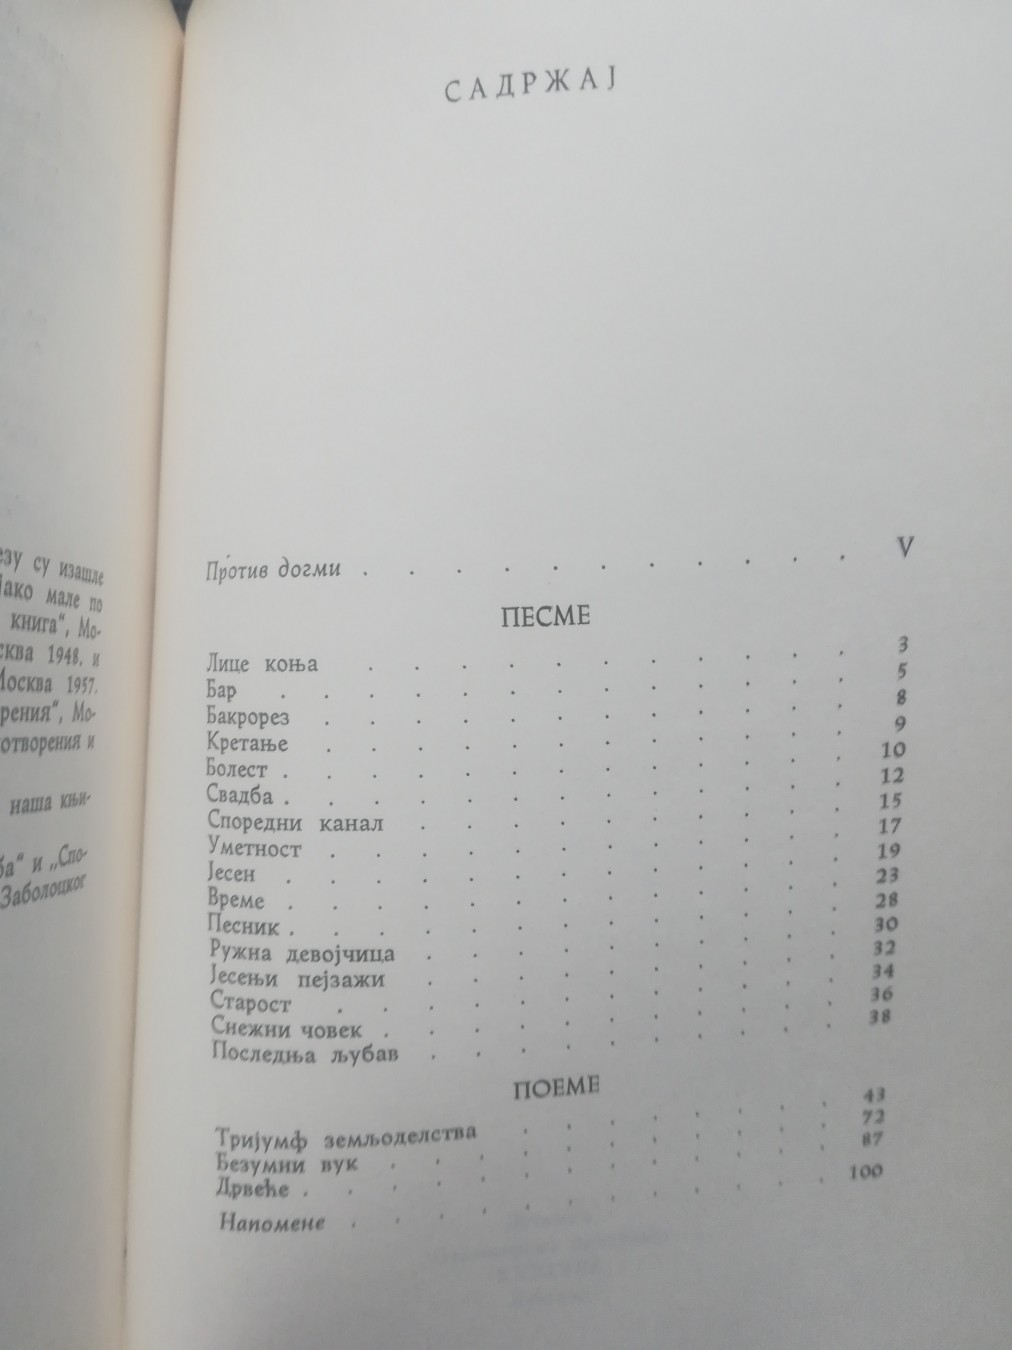 езу су изашле
ако мале по
књига“, Мо-
сква 1948. и
Москва 1957.
рения“, Мо-
отворения и
наша књи-
ба“ и „Спо-
Заболоцког
САДРЖАЈ
Против догми . . . . . . . . . . . V
ПЕСМЕ
Лице коња . . . . . . . . . . . 3
Бар . . . . . . . . . . . . . 5
Бакрорез . . . . . . . . . . . . 8
Кретање . . . . . . . . . . . . 9
Болест . . . . . . . . . . . . . 10
Свадба . . . . . . . . . . . . . 12
Споредни канал . . . . . . . . . . 15
Уметност . . . . . . . . . . . . 17
Јесен . . . . . . . . . . . . . 19
Време . . . . . . . . . . . . . 23
Песник . . . . . . . . . . . . . 28
Ружна девојчица . . . . . . . . . . 30
Јесењи пејзажи . . . . . . . . . . 32
Старост . . . . . . . . . . . . 34
Снежни човек . . . . . . . . . . . 36
Последња љубав . . . . . . . . . . 38
ПОЕМЕ
Тријумф земљоделства . . . . . . . . 43
Безумни вук . . . . . . . . . . . 72
Дрвеће . . . . . . . . . . . . . 87
Напомене . . . . . . . . . . . . 100